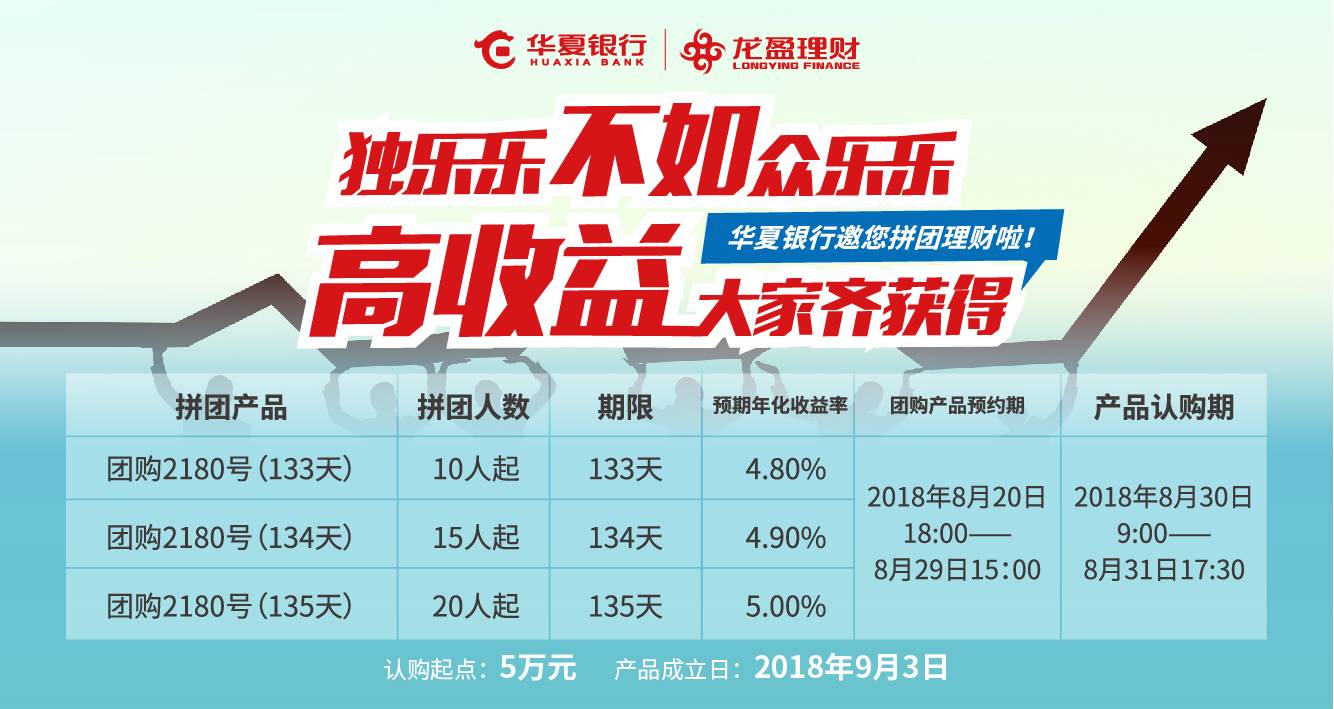 华夏银行
HUAXIA BANK
龙盈理财
LONGYING FINANCE
独乐乐不如众乐乐
华夏银行邀您拼团理财啦！
高收益大家齐获得
拼团产品 拼团人数 期限 预期年化收益率 团购产品预约期 产品认购期
团购2180号（133天） 10人起 133天 4.80%
团购2180号（134天） 15人起 134天 4.90%
团购2180号（135天） 20人起 135天 5.00%
2018年8月20日
18:00——
8月29日15：00
2018年8月30日
9:00——
8月31日17:30
认购起点：5万元 产品成立日：2018年9月3日